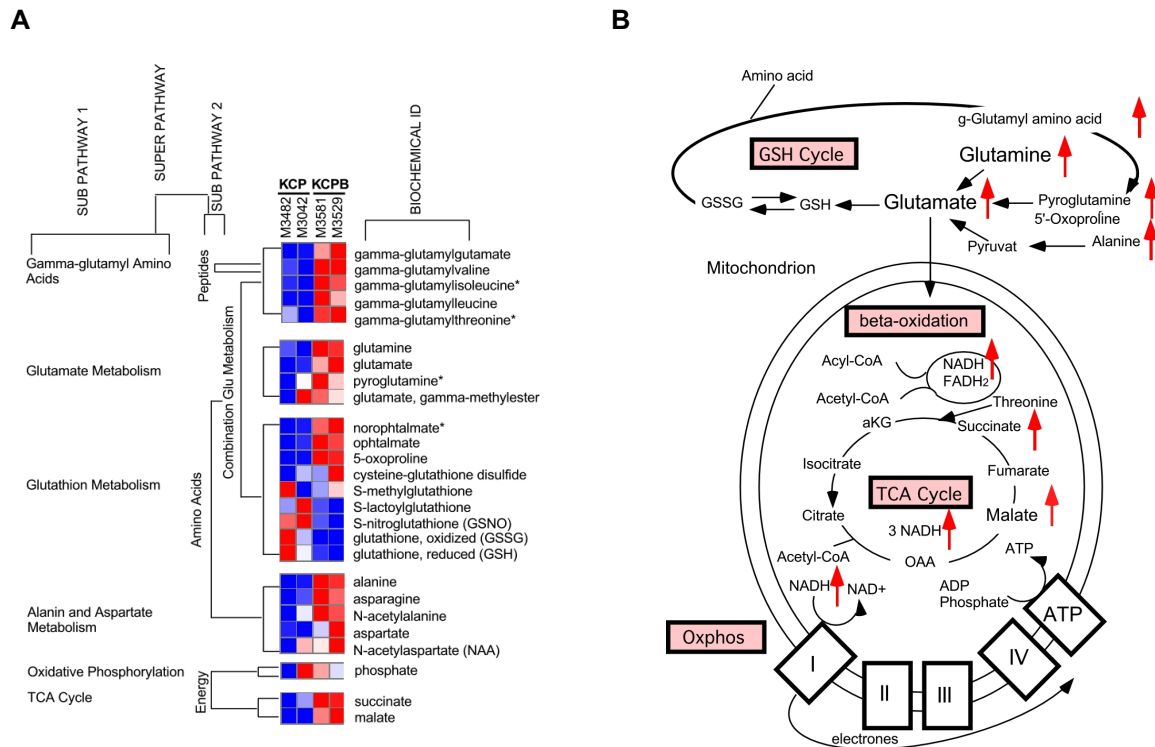 A
SUB PATHWAY 1
SUPER PATHWAY
SUB PATHWAY 2
KCP KCPB
M3482
M3042
M3581
M3529
BIOCHEMICAL ID
Gamma-glutamyl Amino
Acids
Peptides
gamma-glutamylgutamate
gamma-glutamylvaline
gamma-glutamylisoleucine*
gamma-glutamylleucine
gamma-glutamylthreonine*
Combination Glu Metabolism
Glutamate Metabolism
glutamine
glutamate
pyroglutamine*
glutamate, gamma-methylester
Amino Acids
Glutathion Metabolism
norophtalmate*
ophtalmate
5-oxoproline
cysteine-glutathione disulfide
S-methylglutathione
S-lactoylglutathione
S-nitroglutathione (GSNO)
glutathione, oxidized (GSSG)
glutathione, reduced (GSH)
Alanin and Aspartate
Metabolism
alanine
asparagine
N-acetylalanine
aspartate
N-acetylaspartate (NAA)
Oxidative Phosphorylation
Energy
phosphate
TCA Cycle
succinate
malate
B
Amino acid
g-Glutamyl amino acid
GSH Cycle
Glutamine
GSSG
GSH
Glutamate
Pyroglutamine
5'-Oxoproline
Pyruvat
Alanine
Mitochondrion
beta-oxidation
Acyl-CoA
NADH
FADH2
Acetyl-CoA
Threonine
aKG
Succinate
Isocitrate
Fumarate
TCA Cycle
Citrate
3 NADH
Malate
Acetyl-CoA
OAA
ATP
NADH
NAD+
ADP
Phosphate
ATP
Oxphos
I
II
III
IV
electrones